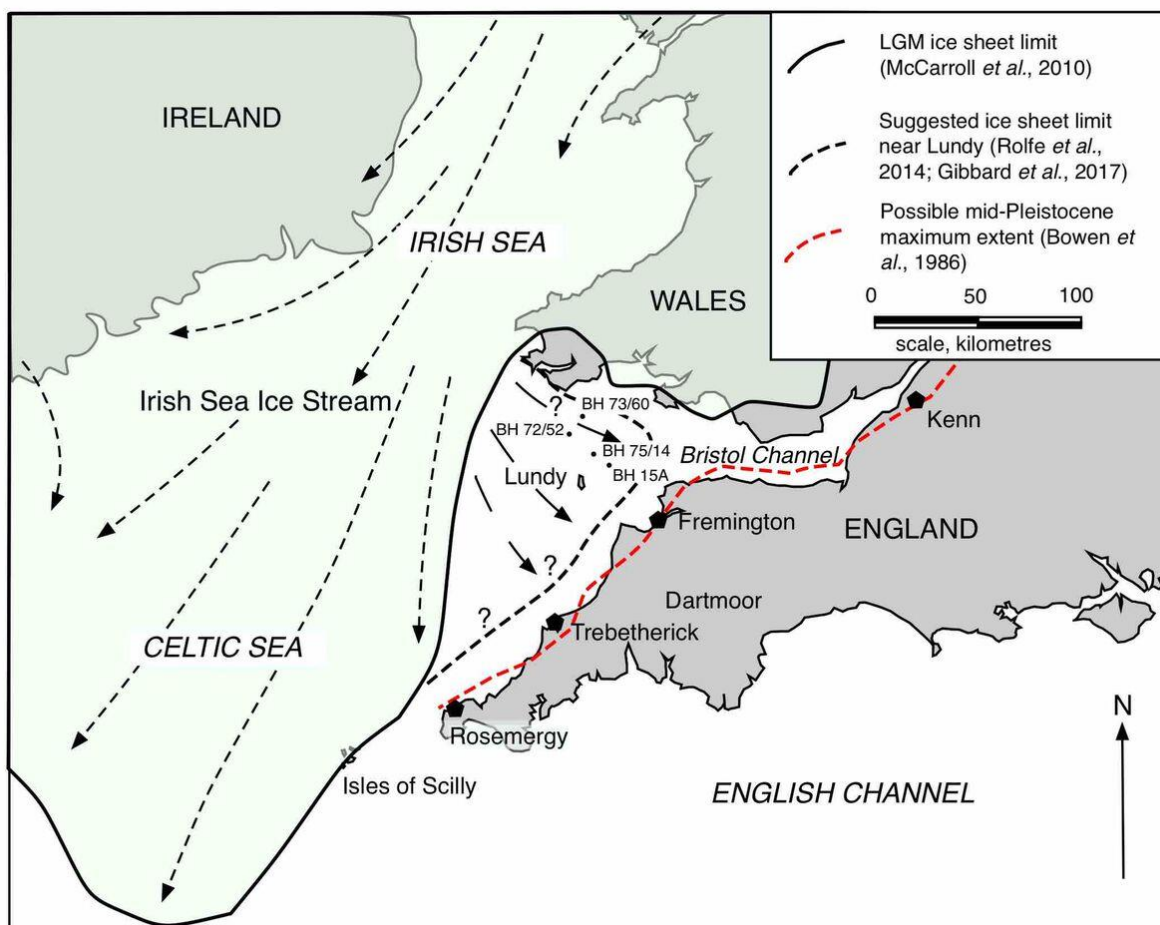 LGM ice sheet limit
(McCarroll et al., 2010)
Suggested ice sheet limit
near Lundy (Rolfe et al.,
2014; Gibbard et al., 2017)
Possible mid-Pleistocene
maximum extent (Bowen et
al., 1986)
0 50 100
scale, kilometres
IRELAND
IRISH SEA
WALES
Irish Sea Ice Stream
?
BH 73/60
BH 72/52
BH 75/14
BH 15A
Lundy
Bristol Channel
Kenn
Fremington
ENGLAND
?
Dartmoor
?
Trebetherick
CELTIC SEA
Rosemergy
Isles of Scilly
ENGLISH CHANNEL
N